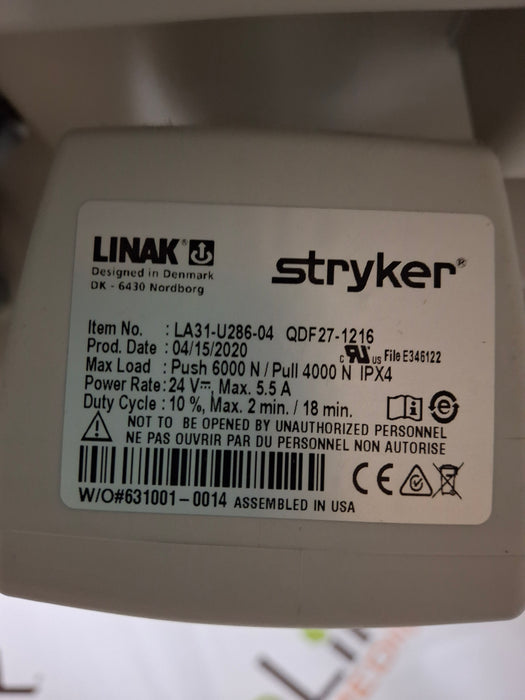 LINAK®
Designed in Denmark
DK - 6430 Nordborg
stryker®
Item No. : LA31-U286-04 QDF27-1216
Prod. Date : 04/15/2020
c RU us File E346122
Max Load : Push 6000 N / Pull 4000 N IPX4
Power Rate: 24 V⎓, Max. 5.5 A
Duty Cycle : 10 %, Max. 2 min. / 18 min.
NOT TO BE OPENED BY UNAUTHORIZED PERSONNEL
NE PAS OUVRIR PAR DU PERSONNEL NON AUTORISE
CE
W/O#631001-0014 ASSEMBLED IN USA